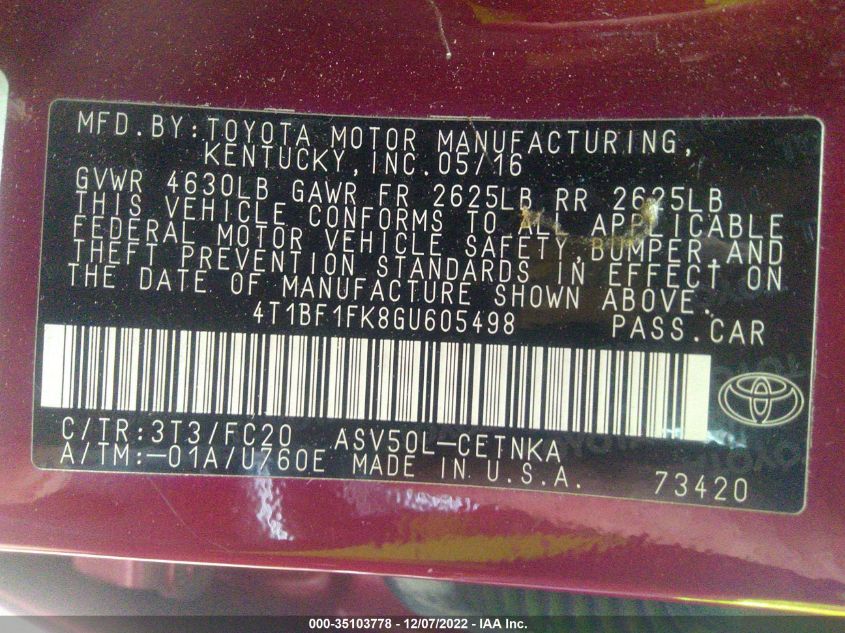 MFD.BY:TOYOTA MOTOR MANUFACTURING,
KENTUCKY,INC.05/16
GVWR 4630LB GAWR FR 2625LB RR 2625LB
THIS VEHICLE CONFORMS TO ALL APPLICABLE
FEDERAL MOTOR VEHICLE SAFETY,BUMPER,AND
THEFT PREVENTION STANDARDS IN EFFECT ON
THE DATE OF MANUFACTURE SHOWN ABOVE.
4T1BF1FK8GU605498 PASS.CAR
C/TR:3T3/FC20 ASV50L-CETNKA
A/TM:-01A/U760E MADE IN U.S.A. 73420
000-35103778 - 12/07/2022 - IAA Inc.